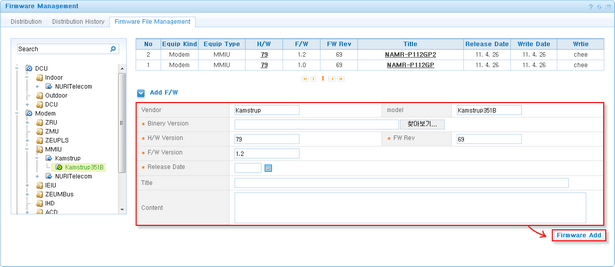 Firmware Management
Distribution Distribution History Firmware File Management
Search
DCU
Indoor
NURITelecom
Outdoor
DCU
Modem
ZRU
ZMU
ZEUPLS
MMIU
Kamstrup
Kamstrup351B
NURITelecom
IEIU
ZEUMBus
IHD
ACD
No Equip Kind Equip Type H/W F/W FW Rev Title Release Date Write Date Wrtie
2 Modem MMIU 79 1.2 69 NAMR-P112GP2 11. 4. 26 11. 4. 26 chee
1 Modem MMIU 79 1.0 69 NAMR-P112GP 11. 4. 26 11. 4. 26 chee
1
Add F/W
Vendor Kamstrup model Kamstrup351B
Binary Version 찾아보기...
H/W Version 79 FW Rev 69
F/W Version 1.2
Release Date
Title
Content
Firmware Add